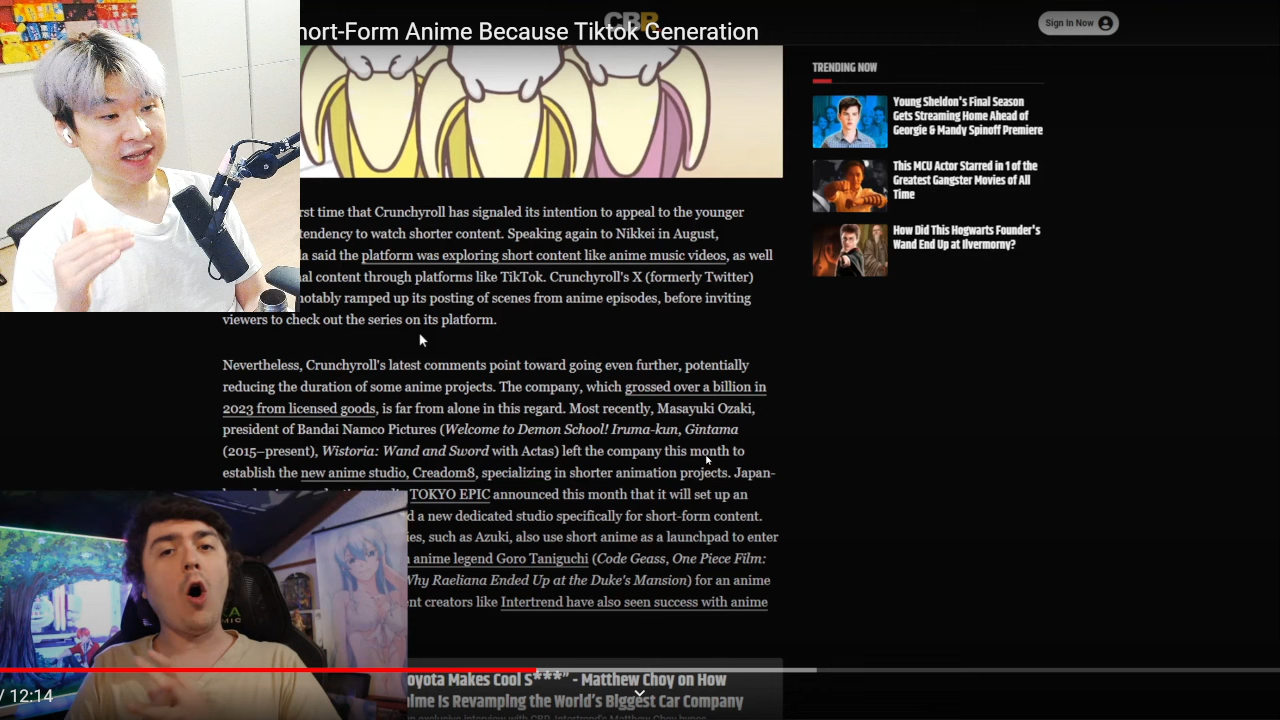 hort-Form Anime Because Tiktok Generation
CBR
Sign In Now
TRENDING NOW
Young Sheldon's Final Season
Gets Streaming Home Ahead of
Georgie & Mandy Spinoff Premiere
This MCU Actor Starred in 1 of the
Greatest Gangster Movies of All
Time
How Did This Hogwarts Founder's
Wand End Up at Ilvermorny?
rst time that Crunchyroll has signaled its intention to appeal to the younger
tendency to watch shorter content. Speaking again to Nikkei in August,
a said the platform was exploring short content like anime music videos, as well
al content through platforms like TikTok. Crunchyroll's X (formerly Twitter)
notably ramped up its posting of scenes from anime episodes, before inviting
viewers to check out the series on its platform.
Nevertheless, Crunchyroll's latest comments point toward going even further, potentially
reducing the duration of some anime projects. The company, which grossed over a billion in
2023 from licensed goods, is far from alone in this regard. Most recently, Masayuki Ozaki,
president of Bandai Namco Pictures (Welcome to Demon School! Iruma-kun, Gintama
(2015–present), Wistoria: Wand and Sword with Actas) left the company this month to
establish the new anime studio, Creadom8, specializing in shorter animation projects. Japan-
TOKYO EPIC announced this month that it will set up an
d a new dedicated studio specifically for short-form content.
ies, such as Azuki, also use short anime as a launchpad to enter
n anime legend Goro Taniguchi (Code Geass, One Piece Film:
Why Raeliana Ended Up at the Duke's Mansion) for an anime
nt creators like Intertrend have also seen success with anime
oyota Makes Cool S***" - Matthew Choy on How
ime Is Revamping the World's Biggest Car Company
/ 12:14